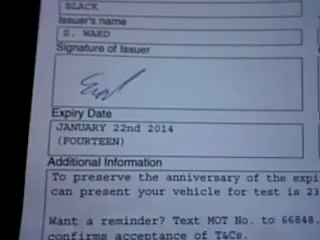 BLACK
Issuer's name
S. WARD
Signature of Issuer
Expiry Date
JANUARY 22nd 2014
(FOURTEEN)
Additional Information
To preserve the anniversary of the expi
can present your vehicle for test is 23
Want a reminder? Text MOT No. to 66848.
confirms acceptance of T&Cs.